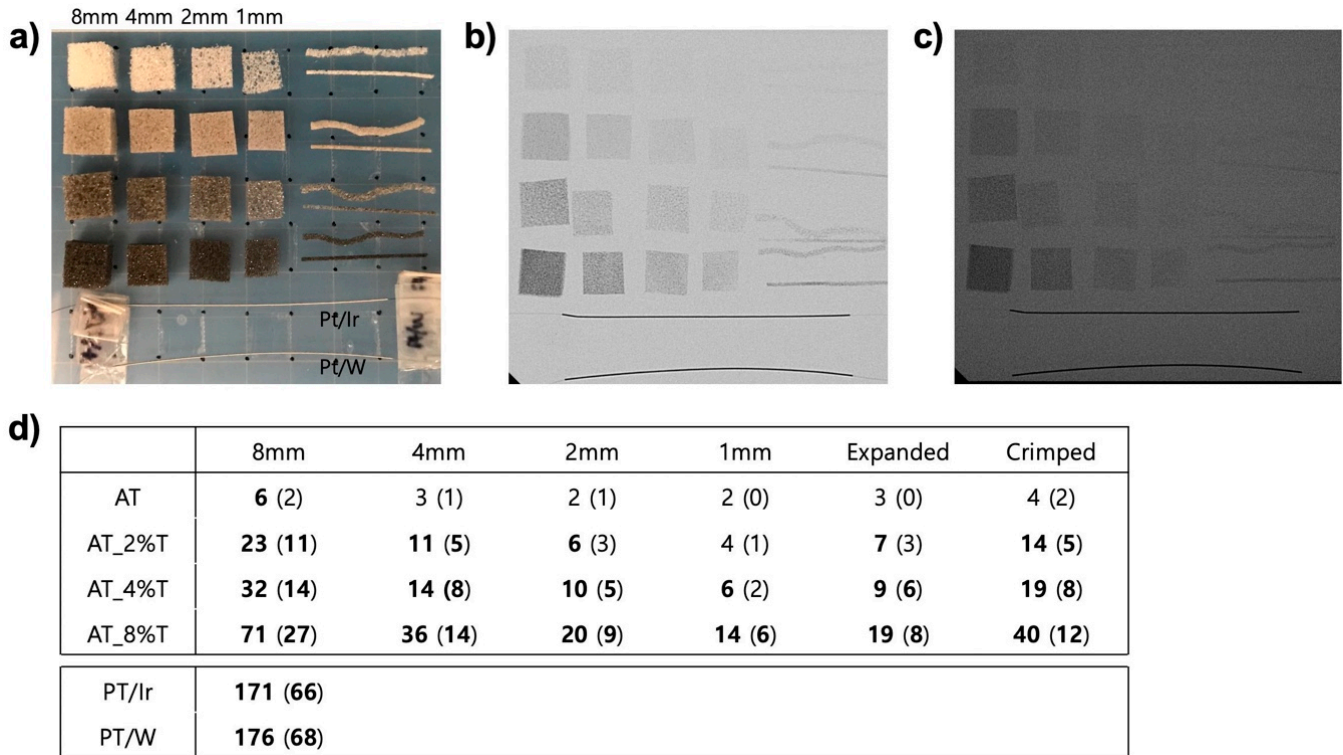 8mm 4mm 2mm 1mm
a)
b)
c)
Pt/Ir
Pt/W
d)
8mm 4mm 2mm 1mm Expanded Crimped
AT 6 (2) 3 (1) 2 (1) 2 (0) 3 (0) 4 (2)
AT_2%T 23 (11) 11 (5) 6 (3) 4 (1) 7 (3) 14 (5)
AT_4%T 32 (14) 14 (8) 10 (5) 6 (2) 9 (6) 19 (8)
AT_8%T 71 (27) 36 (14) 20 (9) 14 (6) 19 (8) 40 (12)
PT/Ir 171 (66)
PT/W 176 (68)